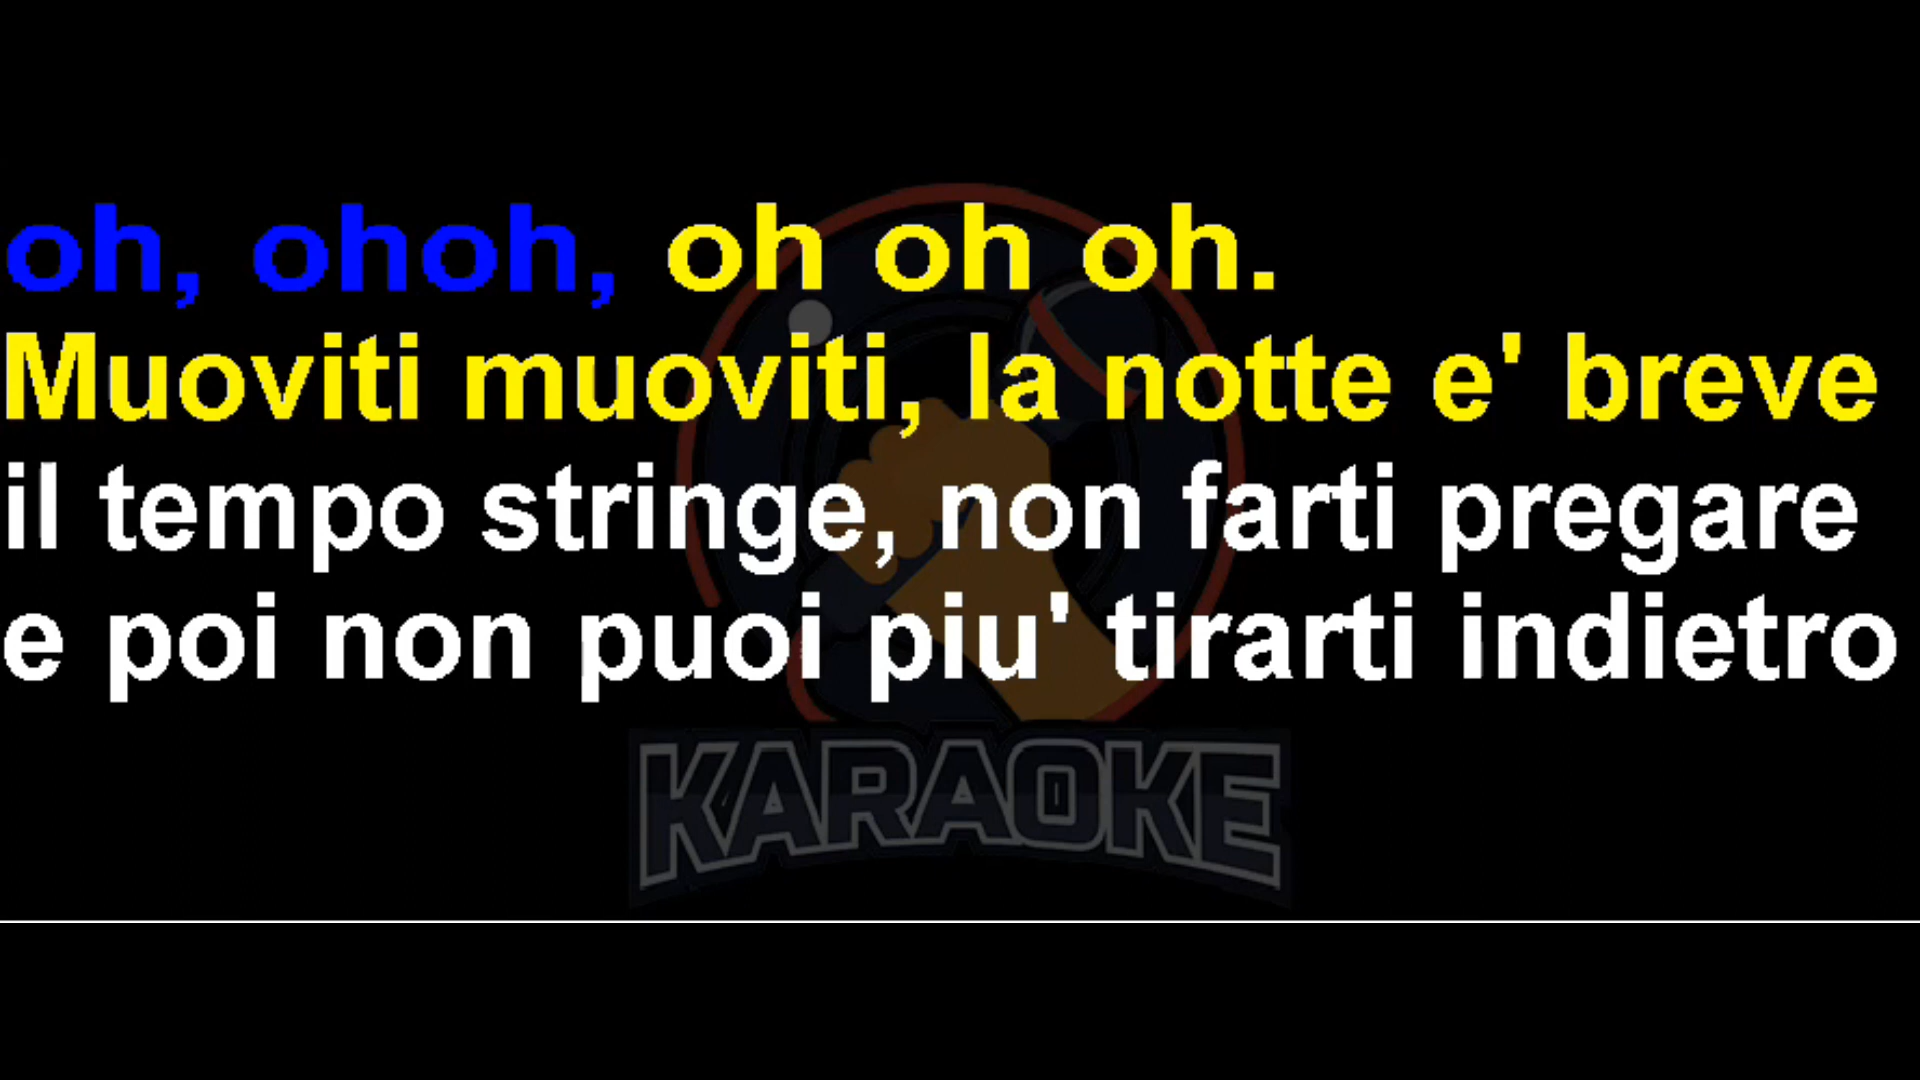 oh, ohoh, oh oh oh.
Muoviti muoviti, la notte e' breve
il tempo stringe, non farti pregare
e poi non puoi piu' tirarti indietro
KARAOKE